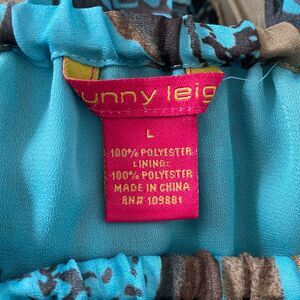 unny leig
L
100% POLYESTER
LINING:
100% POLYESTER
MADE IN CHINA
RN# 109881